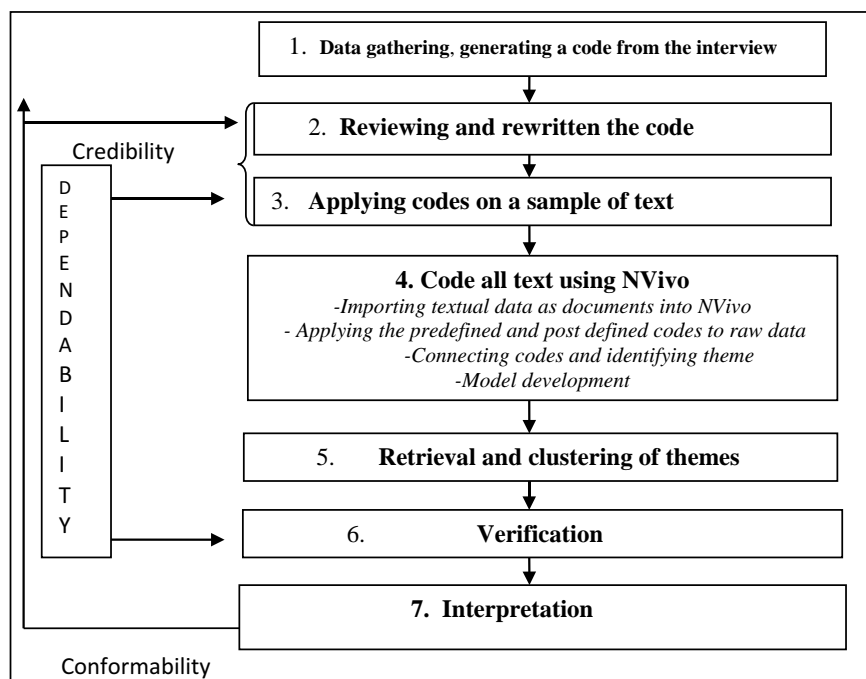 1. Data gathering, generating a code from the interview
2. Reviewing and rewritten the code
Credibility
3. Applying codes on a sample of text
DEPENDABILITY
4. Code all text using NVivo
-Importing textual data as documents into NVivo
- Applying the predefined and post defined codes to raw data
-Connecting codes and identifying theme
-Model development
5. Retrieval and clustering of themes
6. Verification
7. Interpretation
Conformability